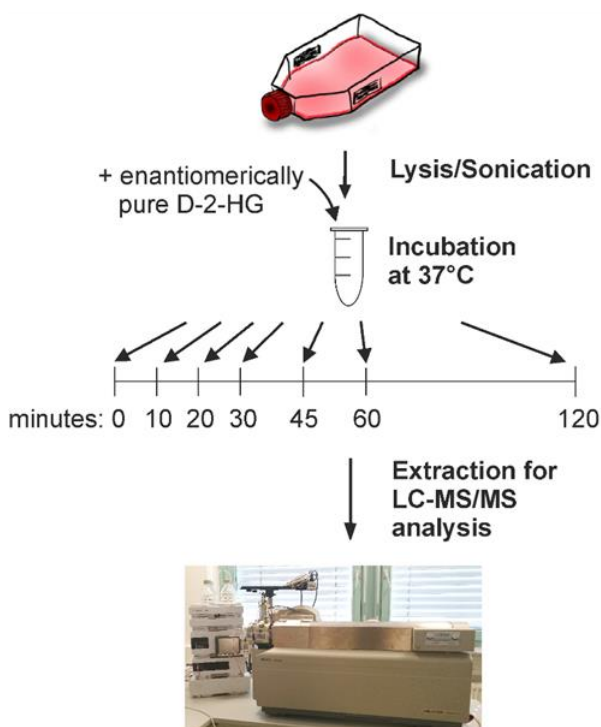 Lysis/Sonication
+ enantiomerically
pure D-2-HG
Incubation
at 37°C
minutes: 0 10 20 30 45 60 120
Extraction for
LC-MS/MS
analysis